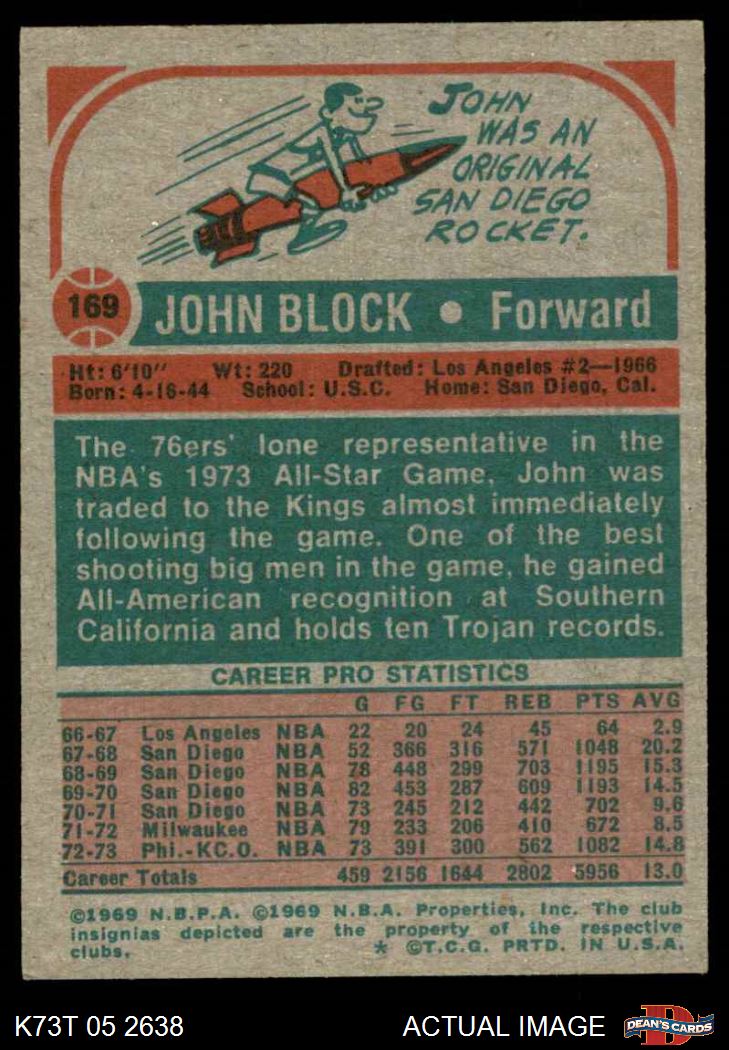 JOHN
WAS AN
ORIGINAL
SAN DIEGO
ROCKET.
169 JOHN BLOCK • Forward
Ht: 6'10" Wt: 220 Drafted: Los Angeles #2—1966
Born: 4-16-44 School: U.S.C. Home: San Diego, Cal.
The 76ers' lone representative in the
NBA's 1973 All-Star Game, John was
traded to the Kings almost immediately
following the game. One of the best
shooting big men in the game, he gained
All-American recognition at Southern
California and holds ten Trojan records.
CAREER PRO STATISTICS
G FG FT REB PTS AVG
66-67 Los Angeles NBA 22 20 24 45 64 2.9
67-68 San Diego NBA 52 366 316 571 1048 20.2
68-69 San Diego NBA 78 448 299 703 1195 15.3
69-70 San Diego NBA 82 453 287 609 1193 14.5
70-71 San Diego NBA 73 245 212 442 702 9.6
71-72 Milwaukee NBA 79 233 206 410 672 8.5
72-73 Phi.-KC.O. NBA 73 391 300 562 1082 14.8
Career Totals 459 2156 1644 2802 5956 13.0
©1969 N.B.P.A. ©1969 N.B.A. Properties, Inc. The club
insignias depicted are the property of the respective
clubs. * ©T.C.G. PRTD. IN U.S.A.
K73T 05 2638 ACTUAL IMAGE DEAN'S CARDS